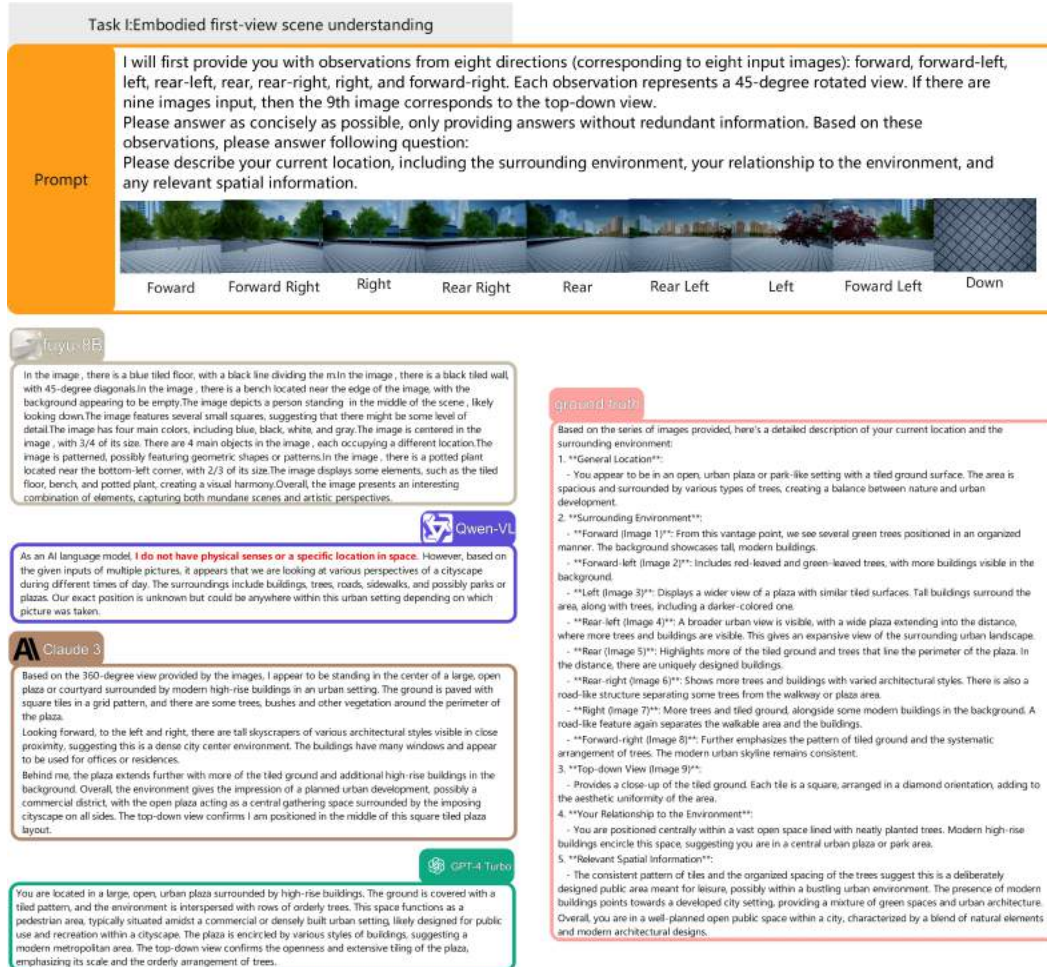 Task I:Embodied first-view scene understanding
Prompt
I will first provide you with observations from eight directions (corresponding to eight input images): forward, forward-left,
left, rear-left, rear, rear-right, right, and forward-right. Each observation represents a 45-degree rotated view. If there are
nine images input, then the 9th image corresponds to the top-down view.
Please answer as concisely as possible, only providing answers without redundant information. Based on these
observations, please answer following question:
Please describe your current location, including the surrounding environment, your relationship to the environment, and
any relevant spatial information.
Foward
Forward Right
Right
Rear Right
Rear
Rear Left
Left
Foward Left
Down
fuyu-8B
In the image , there is a blue tiled floor, with a black line dividing the m.In the image , there is a black tiled wall,
with 45-degree diagonals.In the image , there is a bench located near the edge of the image, with the
background appearing to be empty.The image depicts a person standing in the middle of the scene , likely
looking down.The image features several small squares, suggesting that there might be some level of
detail.The image has four main colors, including blue, black, white, and gray.The image is centered in the
image , with 3/4 of its size. There are 4 main objects in the image , each occupying a different location.The
image is patterned, possibly featuring geometric shapes or patterns.In the image , there is a potted plant
located near the bottom-left corner, with 2/3 of its size.The image displays some elements, such as the tiled
floor, bench, and potted plant, creating a visual harmony.Overall, the image presents an interesting
combination of elements, capturing both mundane scenes and artistic perspectives.
Qwen-VL
As an AI language model, I do not have physical senses or a specific location in space. However, based on
the given inputs of multiple pictures, it appears that we are looking at various perspectives of a cityscape
during different times of day. The surroundings include buildings, trees, roads, sidewalks, and possibly parks or
plazas. Our exact position is unknown but could be anywhere within this urban setting depending on which
picture was taken.
Claude 3
Based on the 360-degree view provided by the images, I appear to be standing in the center of a large, open
plaza or courtyard surrounded by modern high-rise buildings in an urban setting. The ground is paved with
square tiles in a grid pattern, and there are some trees, bushes and other vegetation around the perimeter of
the plaza.
Looking forward, to the left and right, there are tall skyscrapers of various architectural styles visible in close
proximity, suggesting this is a dense city center environment. The buildings have many windows and appear
to be used for offices or residences.
Behind me, the plaza extends further with more of the tiled ground and additional high-rise buildings in the
background. Overall, the environment gives the impression of a planned urban development, possibly a
commercial district, with the open plaza acting as a central gathering space surrounded by the imposing
cityscape on all sides. The top-down view confirms I am positioned in the middle of this square tiled plaza
layout.
GPT-4 Turbo
You are located in a large, open, urban plaza surrounded by high-rise buildings. The ground is covered with a
tiled pattern, and the environment is interspersed with rows of orderly trees. This space functions as a
pedestrian area, typically situated amidst a commercial or densely built urban setting, likely designed for public
use and recreation within a cityscape. The plaza is encircled by various styles of buildings, suggesting a
modern metropolitan area. The top-down view confirms the openness and extensive tiling of the plaza,
emphasizing its scale and the orderly arrangement of trees.
ground truth
Based on the series of images provided, here's a detailed description of your current location and the
surrounding environment:
1. **General Location**:
- You appear to be in an open, urban plaza or park-like setting with a tiled ground surface. The area is
spacious and surrounded by various types of trees, creating a balance between nature and urban
development.
2. **Surrounding Environment**:
- **Forward (Image 1)**: From this vantage point, we see several green trees positioned in an organized
manner. The background showcases tall, modern buildings.
- **Forward-left (Image 2)**: Includes red-leaved and green-leaved trees, with more buildings visible in the
background.
- **Left (Image 3)**: Displays a wider view of a plaza with similar tiled surfaces. Tall buildings surround the
area, along with trees, including a darker-colored one.
- **Rear-left (Image 4)**: A broader urban view is visible, with a wide plaza extending into the distance,
where more trees and buildings are visible. This gives an expansive view of the surrounding urban landscape.
- **Rear (Image 5)**: Highlights more of the tiled ground and trees that line the perimeter of the plaza. In
the distance, there are uniquely designed buildings.
- **Rear-right (Image 6)**: Shows more trees and buildings with varied architectural styles. There is also a
road-like structure separating some trees from the walkway or plaza area.
- **Right (Image 7)**: More trees and tiled ground, alongside some modern buildings in the background. A
road-like feature again separates the walkable area and the buildings.
- **Forward-right (Image 8)**: Further emphasizes the pattern of tiled ground and the systematic
arrangement of trees. The modern urban skyline remains consistent.
3. **Top-down View (Image 9)**:
- Provides a close-up of the tiled ground. Each tile is a square, arranged in a diamond orientation, adding to
the aesthetic uniformity of the area.
4. **Your Relationship to the Environment**:
- You are positioned centrally within a vast open space lined with neatly planted trees. Modern high-rise
buildings encircle this space, suggesting you are in a central urban plaza or park area.
5. **Relevant Spatial Information**:
- The consistent pattern of tiles and the organized spacing of the trees suggest this is a deliberately
designed public area meant for leisure, possibly within a bustling urban environment. The presence of modern
buildings points towards a developed city setting, providing a mixture of green spaces and urban architecture.
Overall, you are in a well-planned open public space within a city, characterized by a blend of natural elements
and modern architectural designs.